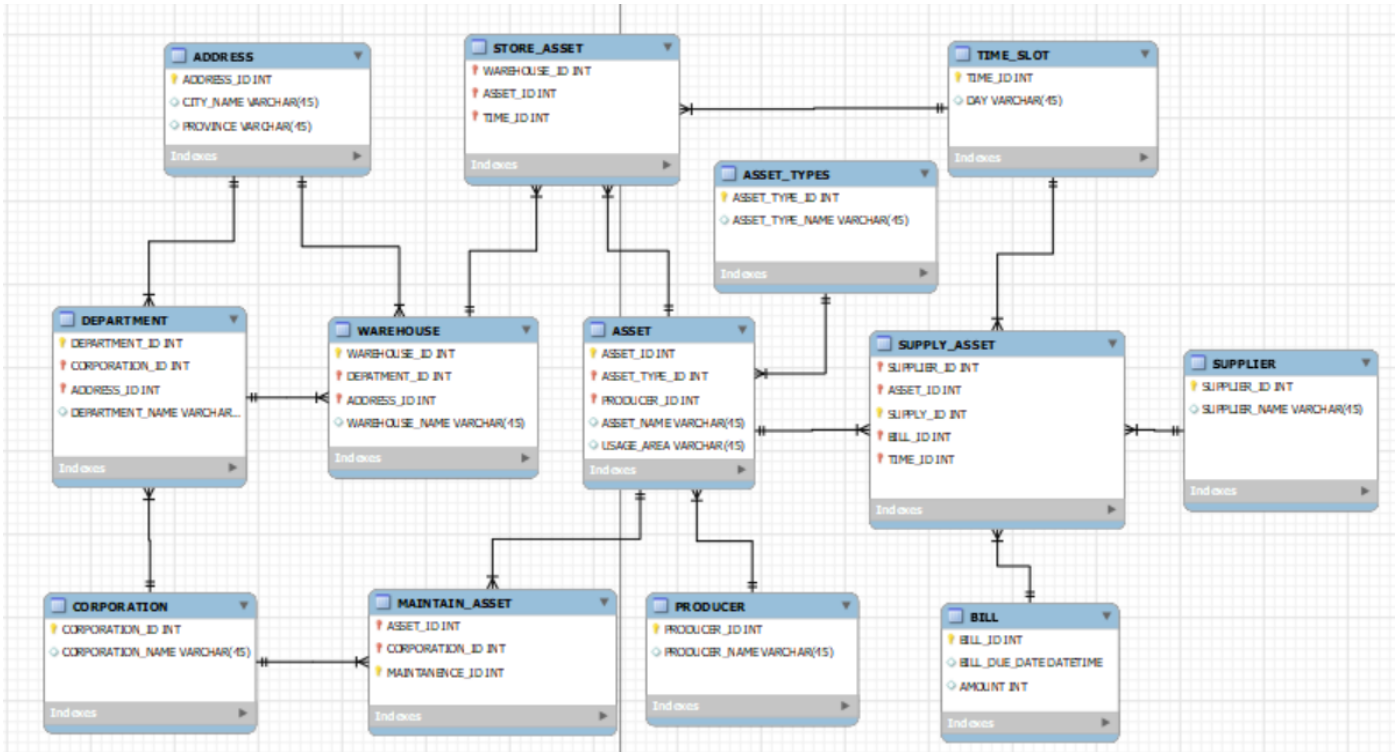 ADDRESS
ADDRESS_ID INT
CITY_NAME VARCHAR(45)
PROVINCE VARCHAR(45)
Indexes
STORE_ASSET
WAREHOUSE_ID INT
ASSET_ID INT
TIME_ID INT
Indexes
TIME_SLOT
TIME_ID INT
DAY VARCHAR(45)
Indexes
ASSET_TYPES
ASSET_TYPE_ID INT
ASSET_TYPE_NAME VARCHAR(45)
Indexes
DEPARTMENT
DEPARTMENT_ID INT
CORPORATION_ID INT
ADDRESS_ID INT
DEPARTMENT_NAME VARCHAR...
Indexes
WAREHOUSE
WAREHOUSE_ID INT
DEPATMENT_ID INT
ADDRESS_ID INT
WAREHOUSE_NAME VARCHAR(45)
Indexes
ASSET
ASSET_ID INT
ASSET_TYPE_ID INT
PRODUCER_ID INT
ASSET_NAME VARCHAR(45)
USAGE_AREA VARCHAR(45)
Indexes
SUPPLY_ASSET
SUPPLIER_ID INT
ASSET_ID INT
SUPPLY_ID INT
BILL_ID INT
TIME_ID INT
Indexes
SUPPLIER
SUPPLIER_ID INT
SUPPLIER_NAME VARCHAR(45)
Indexes
CORPORATION
CORPORATION_ID INT
CORPORATION_NAME VARCHAR(45)
Indexes
MAINTAIN_ASSET
ASSET_ID INT
CORPORATION_ID INT
MAINTANENCE_ID INT
Indexes
PRODUCER
PRODUCER_ID INT
PRODUCER_NAME VARCHAR(45)
Indexes
BILL
BILL_ID INT
BILL_DUE_DATE DATETIME
AMOUNT INT
Indexes